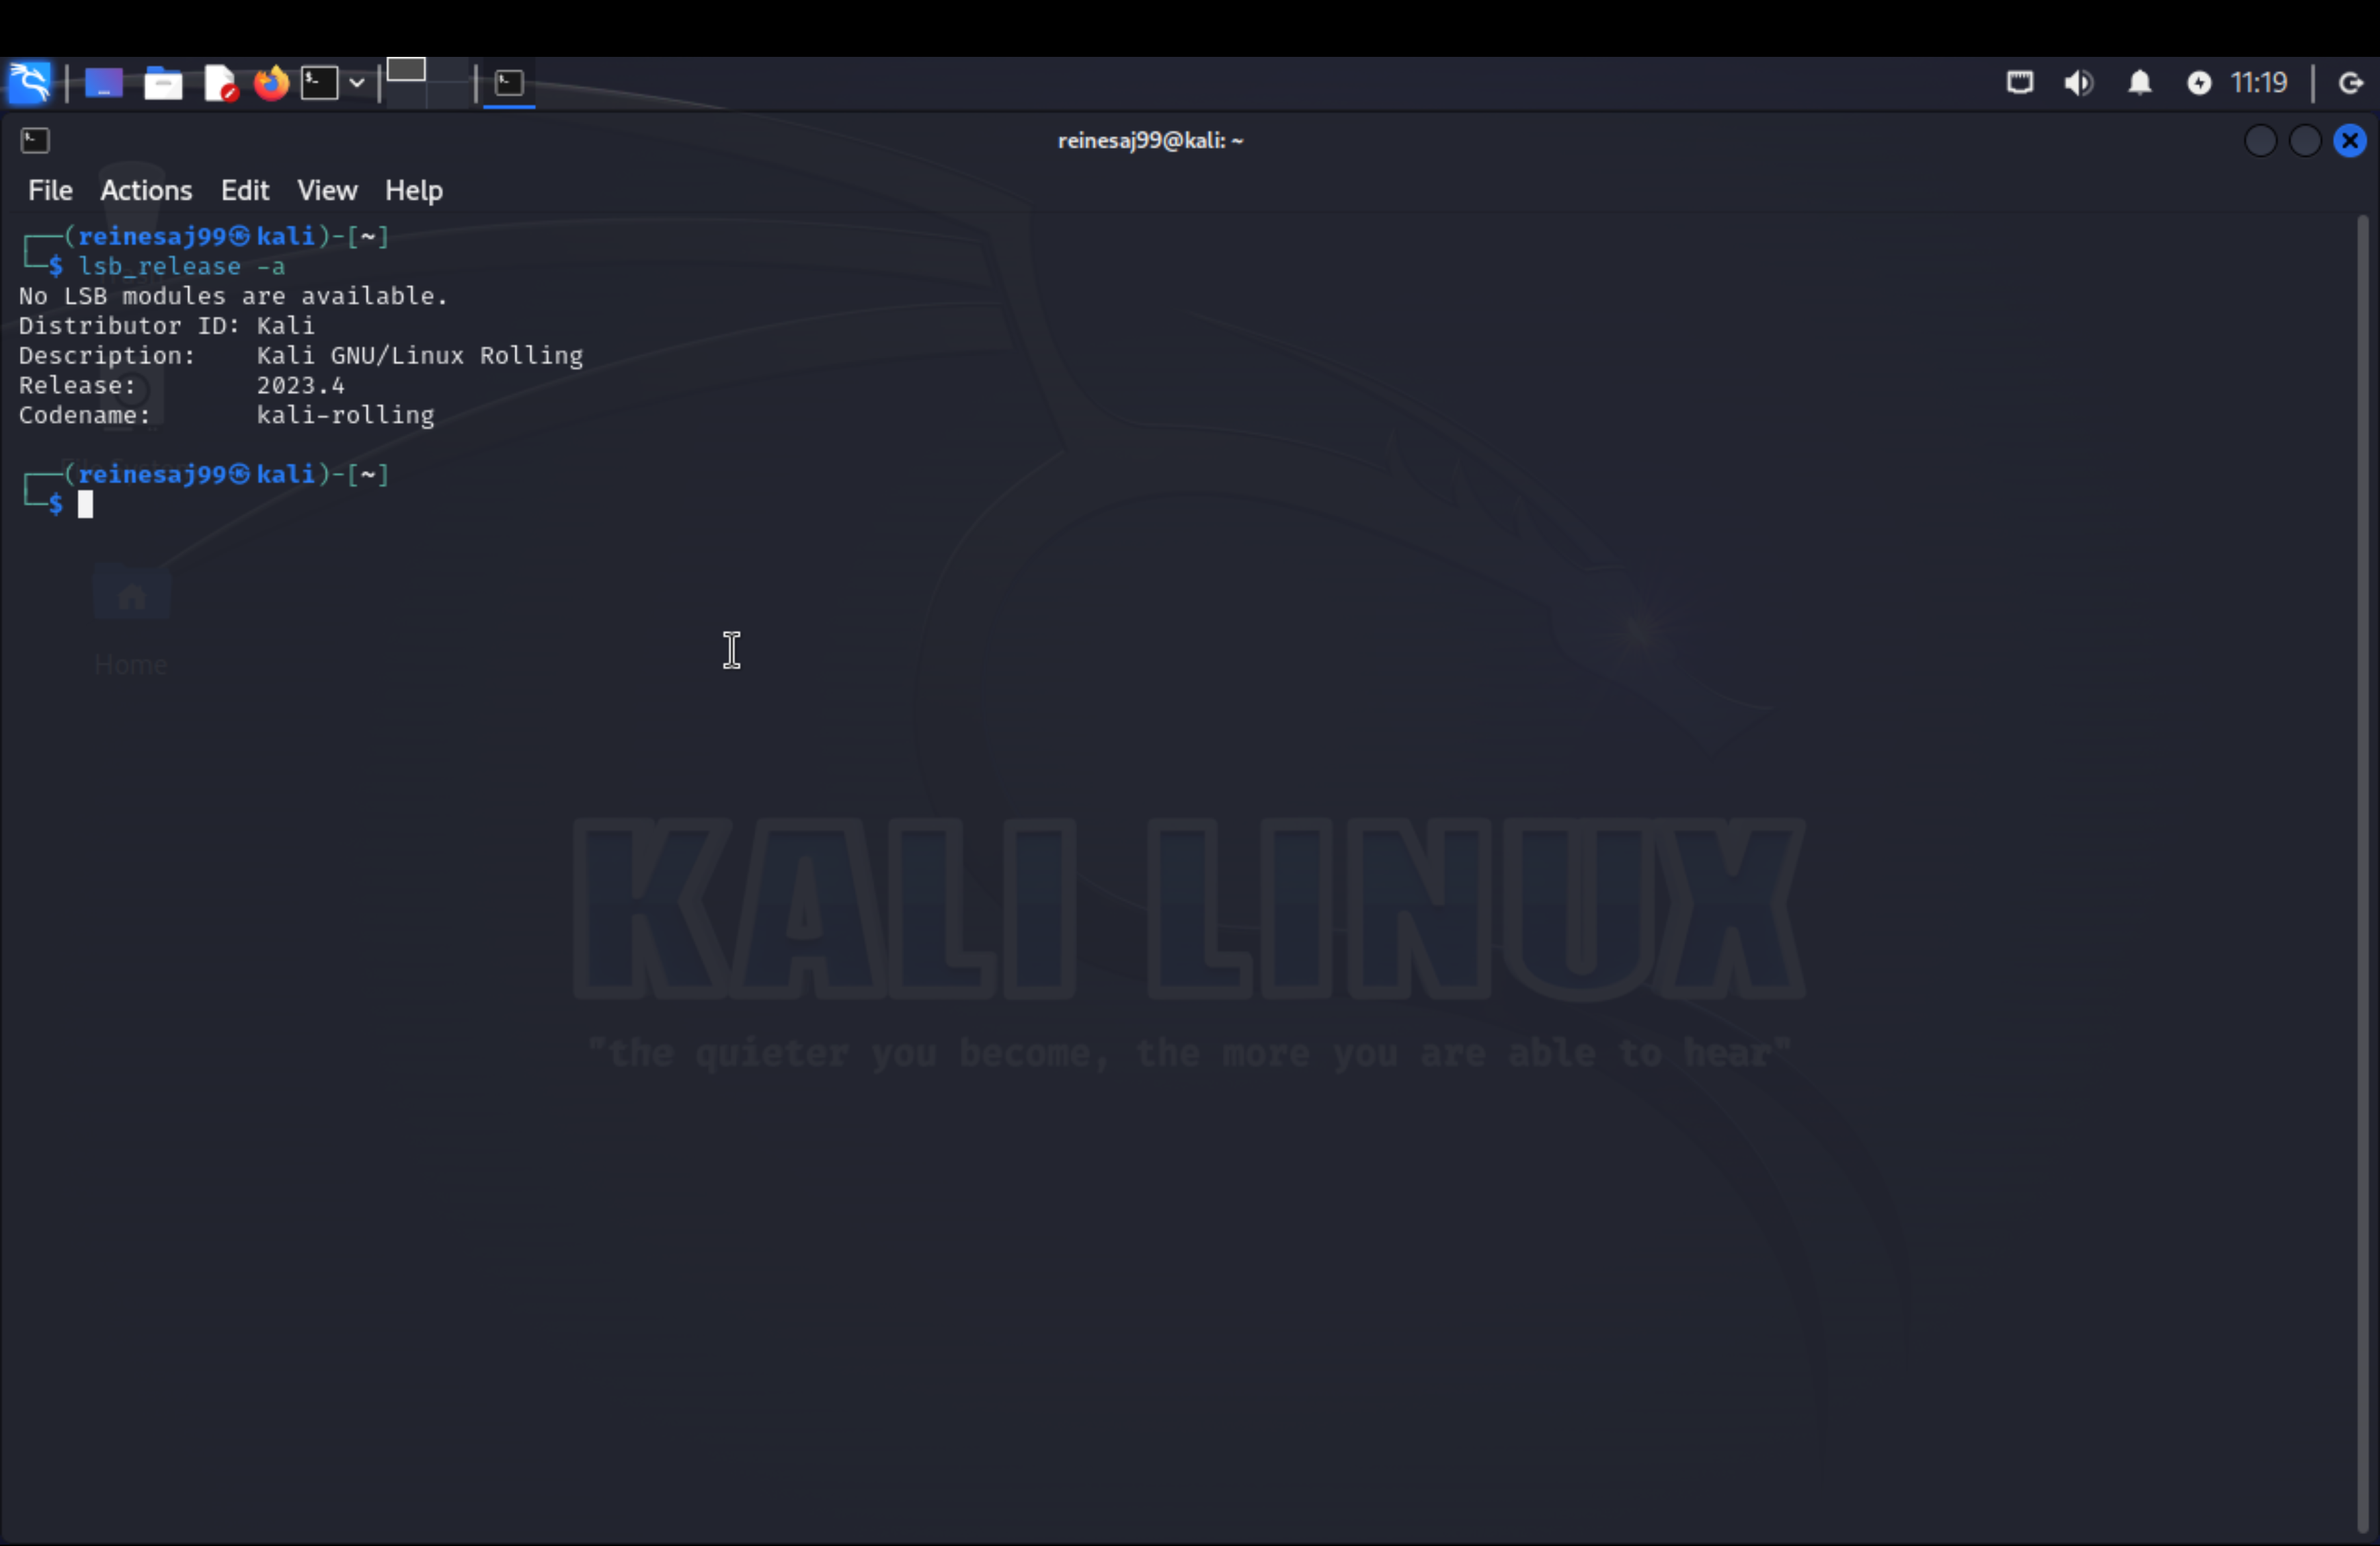 11:19
reinesaj99@kali: ~
File Actions Edit View Help
┌──(reinesaj99㉿kali)-[~]
└─$ lsb_release -a
No LSB modules are available.
Distributor ID: Kali
Description:    Kali GNU/Linux Rolling
Release:        2023.4
Codename:       kali-rolling
┌──(reinesaj99㉿kali)-[~]
└─$
Home
KALI LINUX
"the quieter you become, the more you are able to hear"